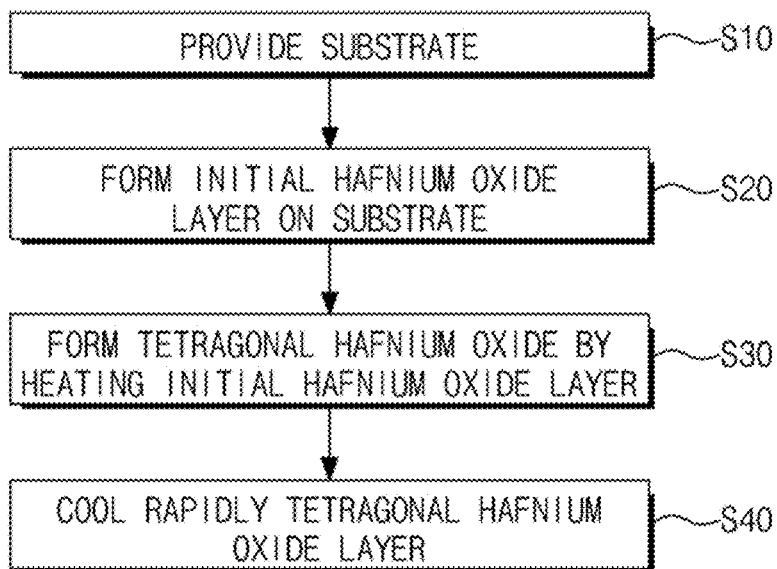 PROVIDE SUBSTRATE
S10
FORM INITIAL HAFNIUM OXIDE
LAYER ON SUBSTRATE
S20
FORM TETRAGONAL HAFNIUM OXIDE BY
HEATING INITIAL HAFNIUM OXIDE LAYER
S30
COOL RAPIDLY TETRAGONAL HAFNIUM
OXIDE LAYER
S40